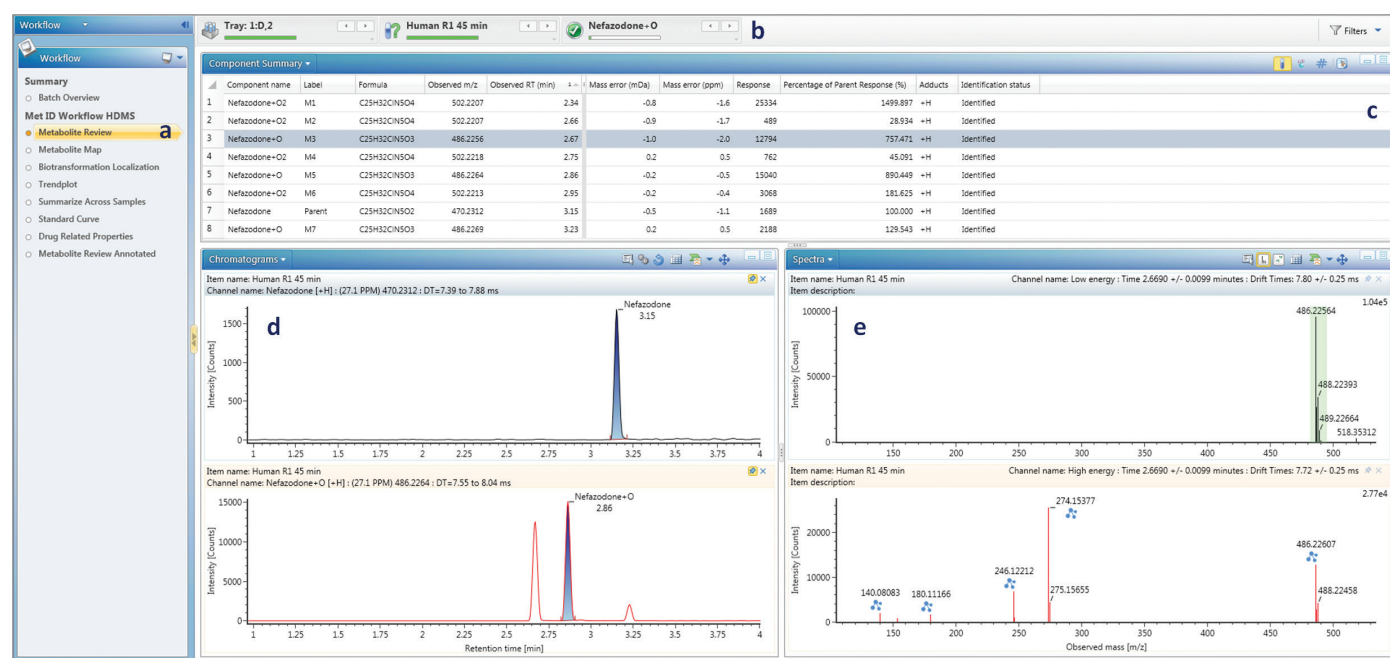 Workflow
Tray: 1:D,2
Human R1 45 min
Nefazodone+O
b
Filters
Workflow
Summary
Batch Overview
Met ID Workflow HDMS
Metabolite Review
a
Metabolite Map
Biotransformation Localization
Trendplot
Summarize Across Samples
Standard Curve
Drug Related Properties
Metabolite Review Annotated
Component Summary
Component name Label Formula Observed m/z Observed RT (min) Mass error (mDa) Mass error (ppm) Response Percentage of Parent Response (%) Adducts Identification status
1 Nefazodone+O2 M1 C25H32ClN5O4 502.2207 2.34 -0.8 -1.6 25334 1499.897 +H Identified
c
2 Nefazodone+O2 M2 C25H32ClN5O4 502.2207 2.66 -0.9 -1.7 489 28.934 +H Identified
3 Nefazodone+O M3 C25H32ClN5O3 486.2256 2.67 -1.0 -2.0 12794 757.471 +H Identified
4 Nefazodone+O2 M4 C25H32ClN5O4 502.2218 2.75 0.2 0.5 762 45.091 +H Identified
5 Nefazodone+O M5 C25H32ClN5O3 486.2264 2.86 -0.2 -0.5 15040 890.449 +H Identified
6 Nefazodone+O2 M6 C25H32ClN5O4 502.2213 2.95 -0.2 -0.4 3068 181.625 +H Identified
7 Nefazodone Parent C25H32ClN5O2 470.2312 3.15 -0.5 -1.1 1689 100.000 +H Identified
8 Nefazodone+O M7 C25H32ClN5O3 486.2269 3.23 0.2 0.5 2188 129.543 +H Identified
Chromatograms
Item name: Human R1 45 min
Channel name: Nefazodone [+H] : (27.1 PPM) 470.2312 : DT=7.39 to 7.88 ms
d
Nefazodone
3.15
Intensity [Counts]
1500
1000
500
0
1 1.25 1.5 1.75 2 2.25 2.5 2.75 3 3.25 3.5 3.75 4
Item name: Human R1 45 min
Channel name: Nefazodone+O [+H] : (27.1 PPM) 486.2264 : DT=7.55 to 8.04 ms
Nefazodone+O
2.86
Intensity [Counts]
15000
10000
5000
0
1 1.25 1.5 1.75 2 2.25 2.5 2.75 3 3.25 3.5 3.75 4
Retention time [min]
Spectra
Item name: Human R1 45 min Channel name: Low energy : Time 2.6690 +/- 0.0099 minutes : Drift Times: 7.80 +/- 0.25 ms
Item description:
1.04e5
e
486.22564
488.22393
489.22664
518.35312
Intensity [Counts]
100000
50000
0
150 200 250 300 350 400 450 500
Item name: Human R1 45 min Channel name: High energy : Time 2.6690 +/- 0.0099 minutes : Drift Times: 7.72 +/- 0.25 ms
Item description:
2.77e4
274.15377
486.22607
246.12212
275.15655
488.22458
140.08083
180.11166
Intensity [Counts]
20000
10000
0
150 200 250 300 350 400 450 500
Observed mass [m/z]